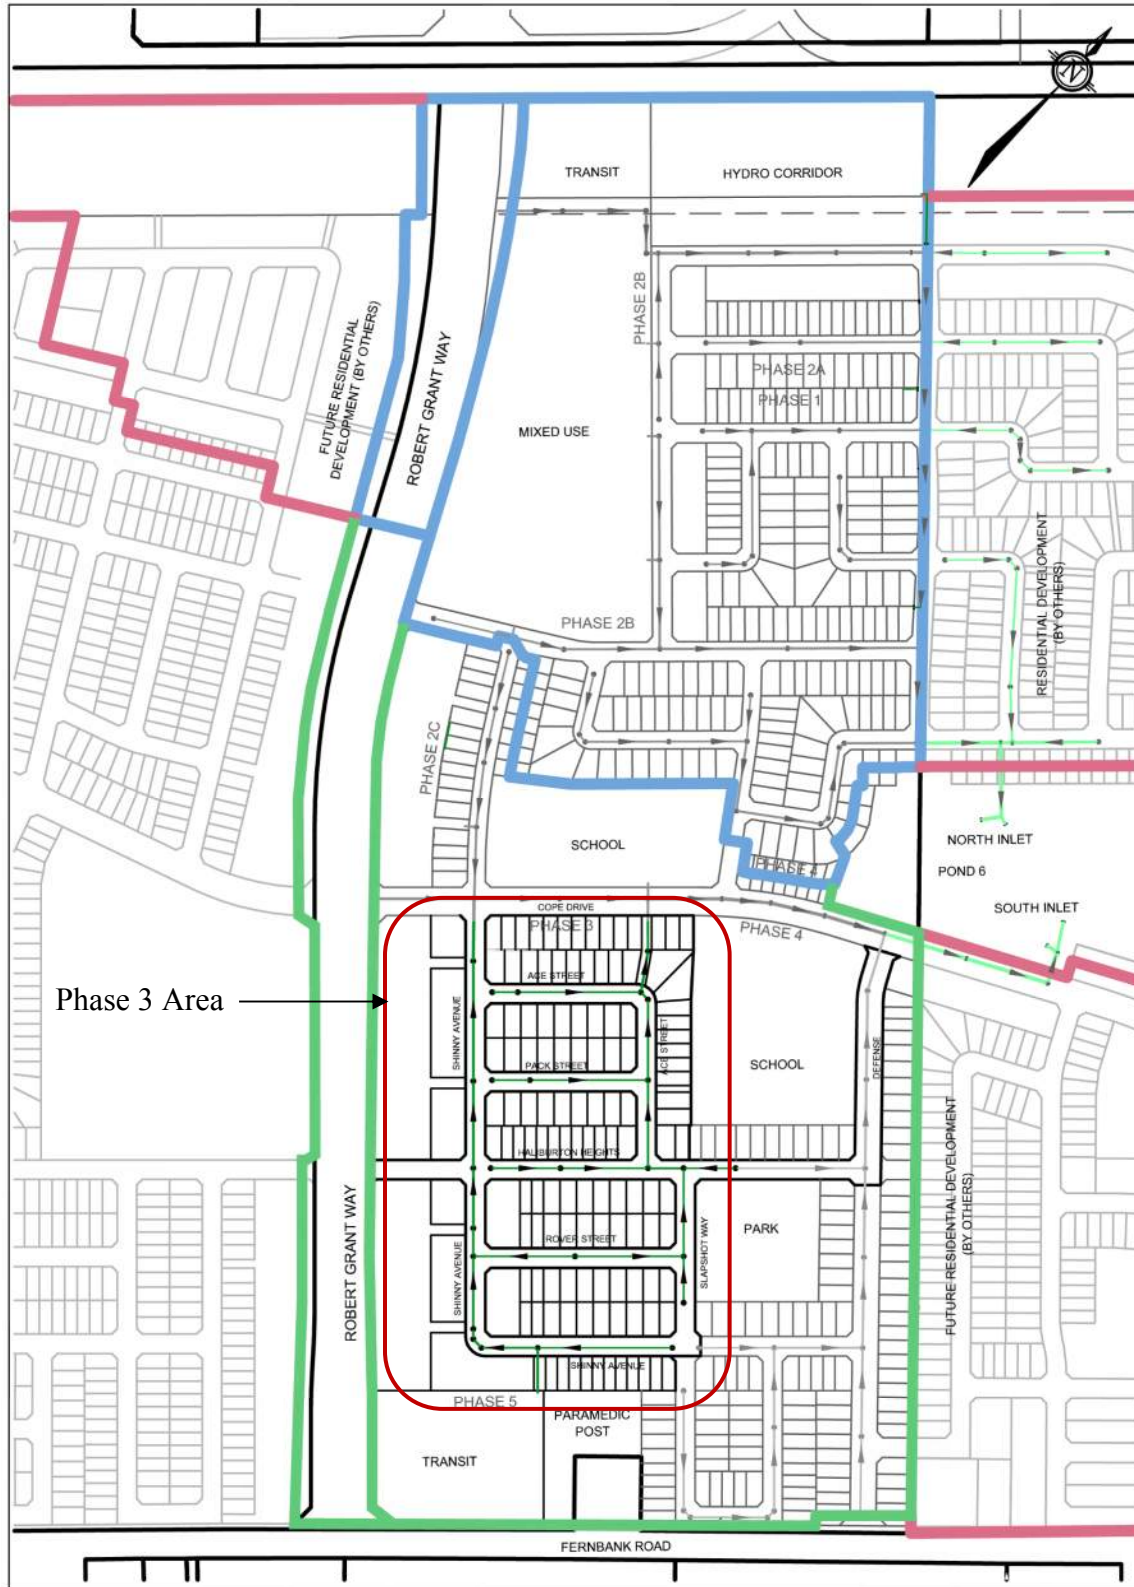 N
TRANSIT
HYDRO CORRIDOR
PHASE 2B
FUTURE RESIDENTIAL
DEVELOPMENT (BY OTHERS)
ROBERT GRANT WAY
PHASE 2A
PHASE 1
MIXED USE
RESIDENTIAL DEVELOPMENT
(BY OTHERS)
PHASE 2B
PHASE 2C
SCHOOL
PHASE 4
NORTH INLET
POND 6
SOUTH INLET
COPE DRIVE
PHASE 3
PHASE 4
ACE STREET
Phase 3 Area
SHINNY AVENUE
ACE STREET
PACK STREET
SCHOOL
DEFENSE
HALIBURTON HEIGHTS
FUTURE RESIDENTIAL DEVELOPMENT
(BY OTHERS)
ROBERT GRANT WAY
SHINNY AVENUE
ROVER STREET
SLAPSHOT WAY
PARK
SHINNY AVENUE
PHASE 5
PARAMEDIC
POST
TRANSIT
FERNBANK ROAD